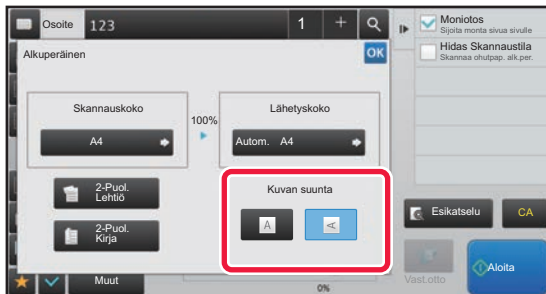 Osoite 123 1 +
Moniotos
Sijoita monta sivua sivulle
Hidas Skannaustila
Skannaa ohutpap. alk.per.
Alkuperäinen
OK
Skannauskoko
100%
Lähetyskoko
A4
Autom. A4
2-Puol.
Lehtiö
2-Puol.
Kirja
Kuvan suunta
A
A
Esikatselu
CA
Vast.otto
Aloita
Muut
0%